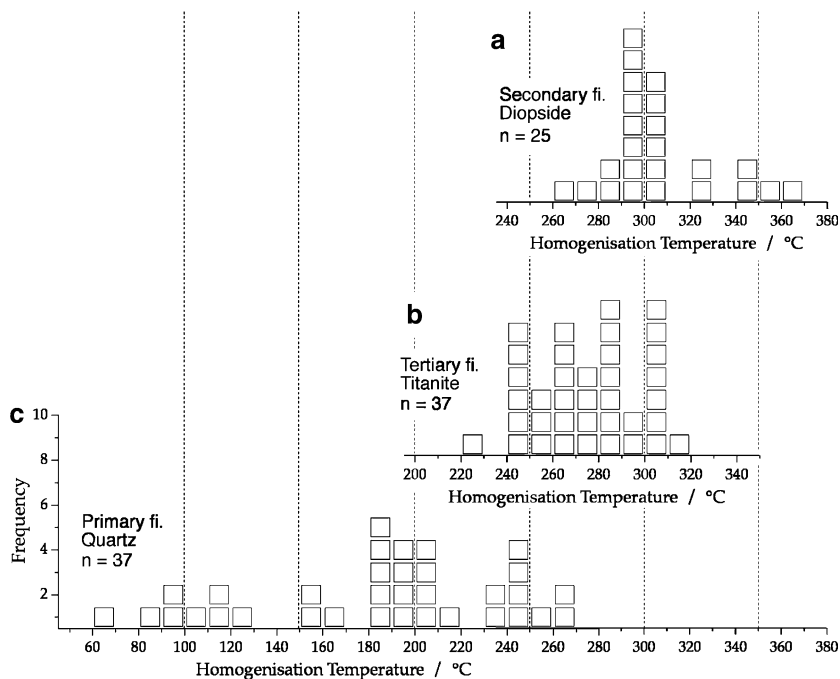 a
Secondary fi.
Diopside
n = 25
240 260 280 300 320 340 360 380
Homogenisation Temperature / °C
b
Tertiary fi.
Titanite
n = 37
200 220 240 260 280 300 320 340
Homogenisation Temperature / °C
c
10
8
6
4
2
Frequency
Primary fi.
Quartz
n = 37
60 80 100 120 140 160 180 200 220 240 260 280 300 320 340 360 380
Homogenisation Temperature / °C